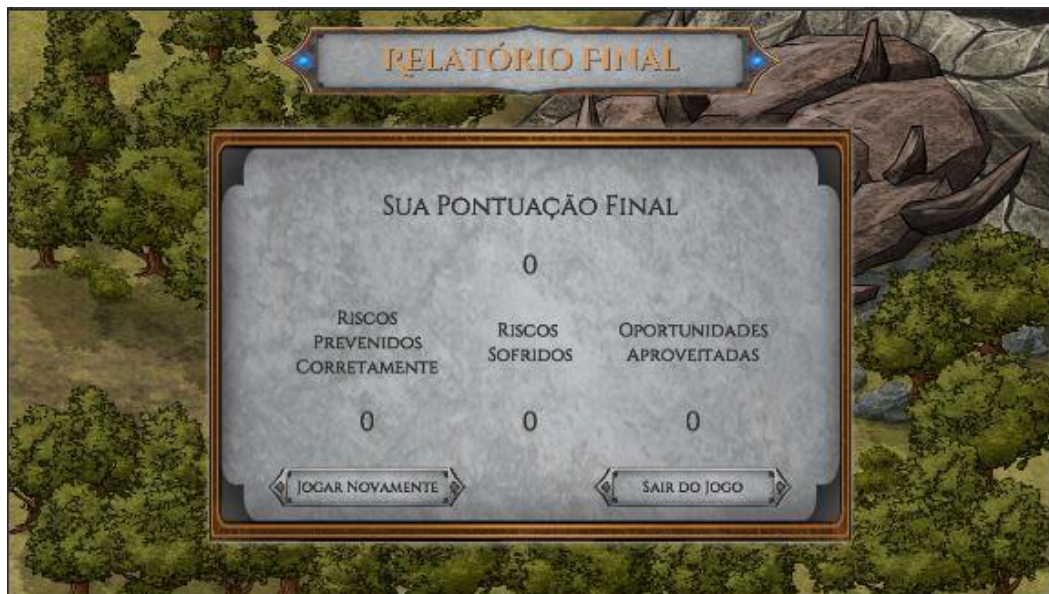 Relatório Final
Sua Pontuação Final
0
Riscos
Prevenidos
Corretamente
Riscos
Sofridos
Oportunidades
Aproveitadas
0
0
0
Jogar Novamente
Sair do Jogo